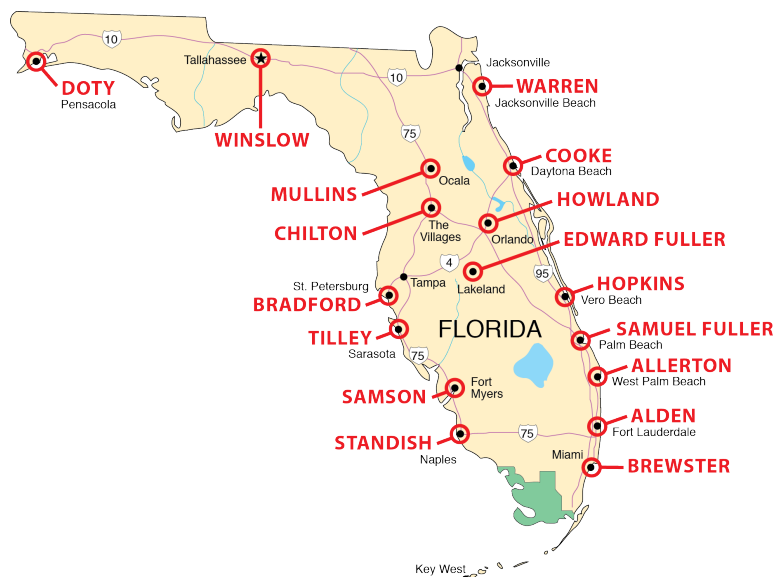 10
Tallahassee
DOTY
Pensacola
WINSLOW
10
Jacksonville
WARREN
Jacksonville Beach
75
COOKE
Daytona Beach
MULLINS
Ocala
HOWLAND
CHILTON
The
Villages
Orlando
EDWARD FULLER
4
95
St. Petersburg
Tampa
Lakeland
HOPKINS
Vero Beach
BRADFORD
TILLEY
Sarasota
FLORIDA
SAMUEL FULLER
Palm Beach
75
ALLERTON
West Palm Beach
SAMSON
Fort
Myers
STANDISH
Naples
75
ALDEN
Fort Lauderdale
Miami
BREWSTER
Key West